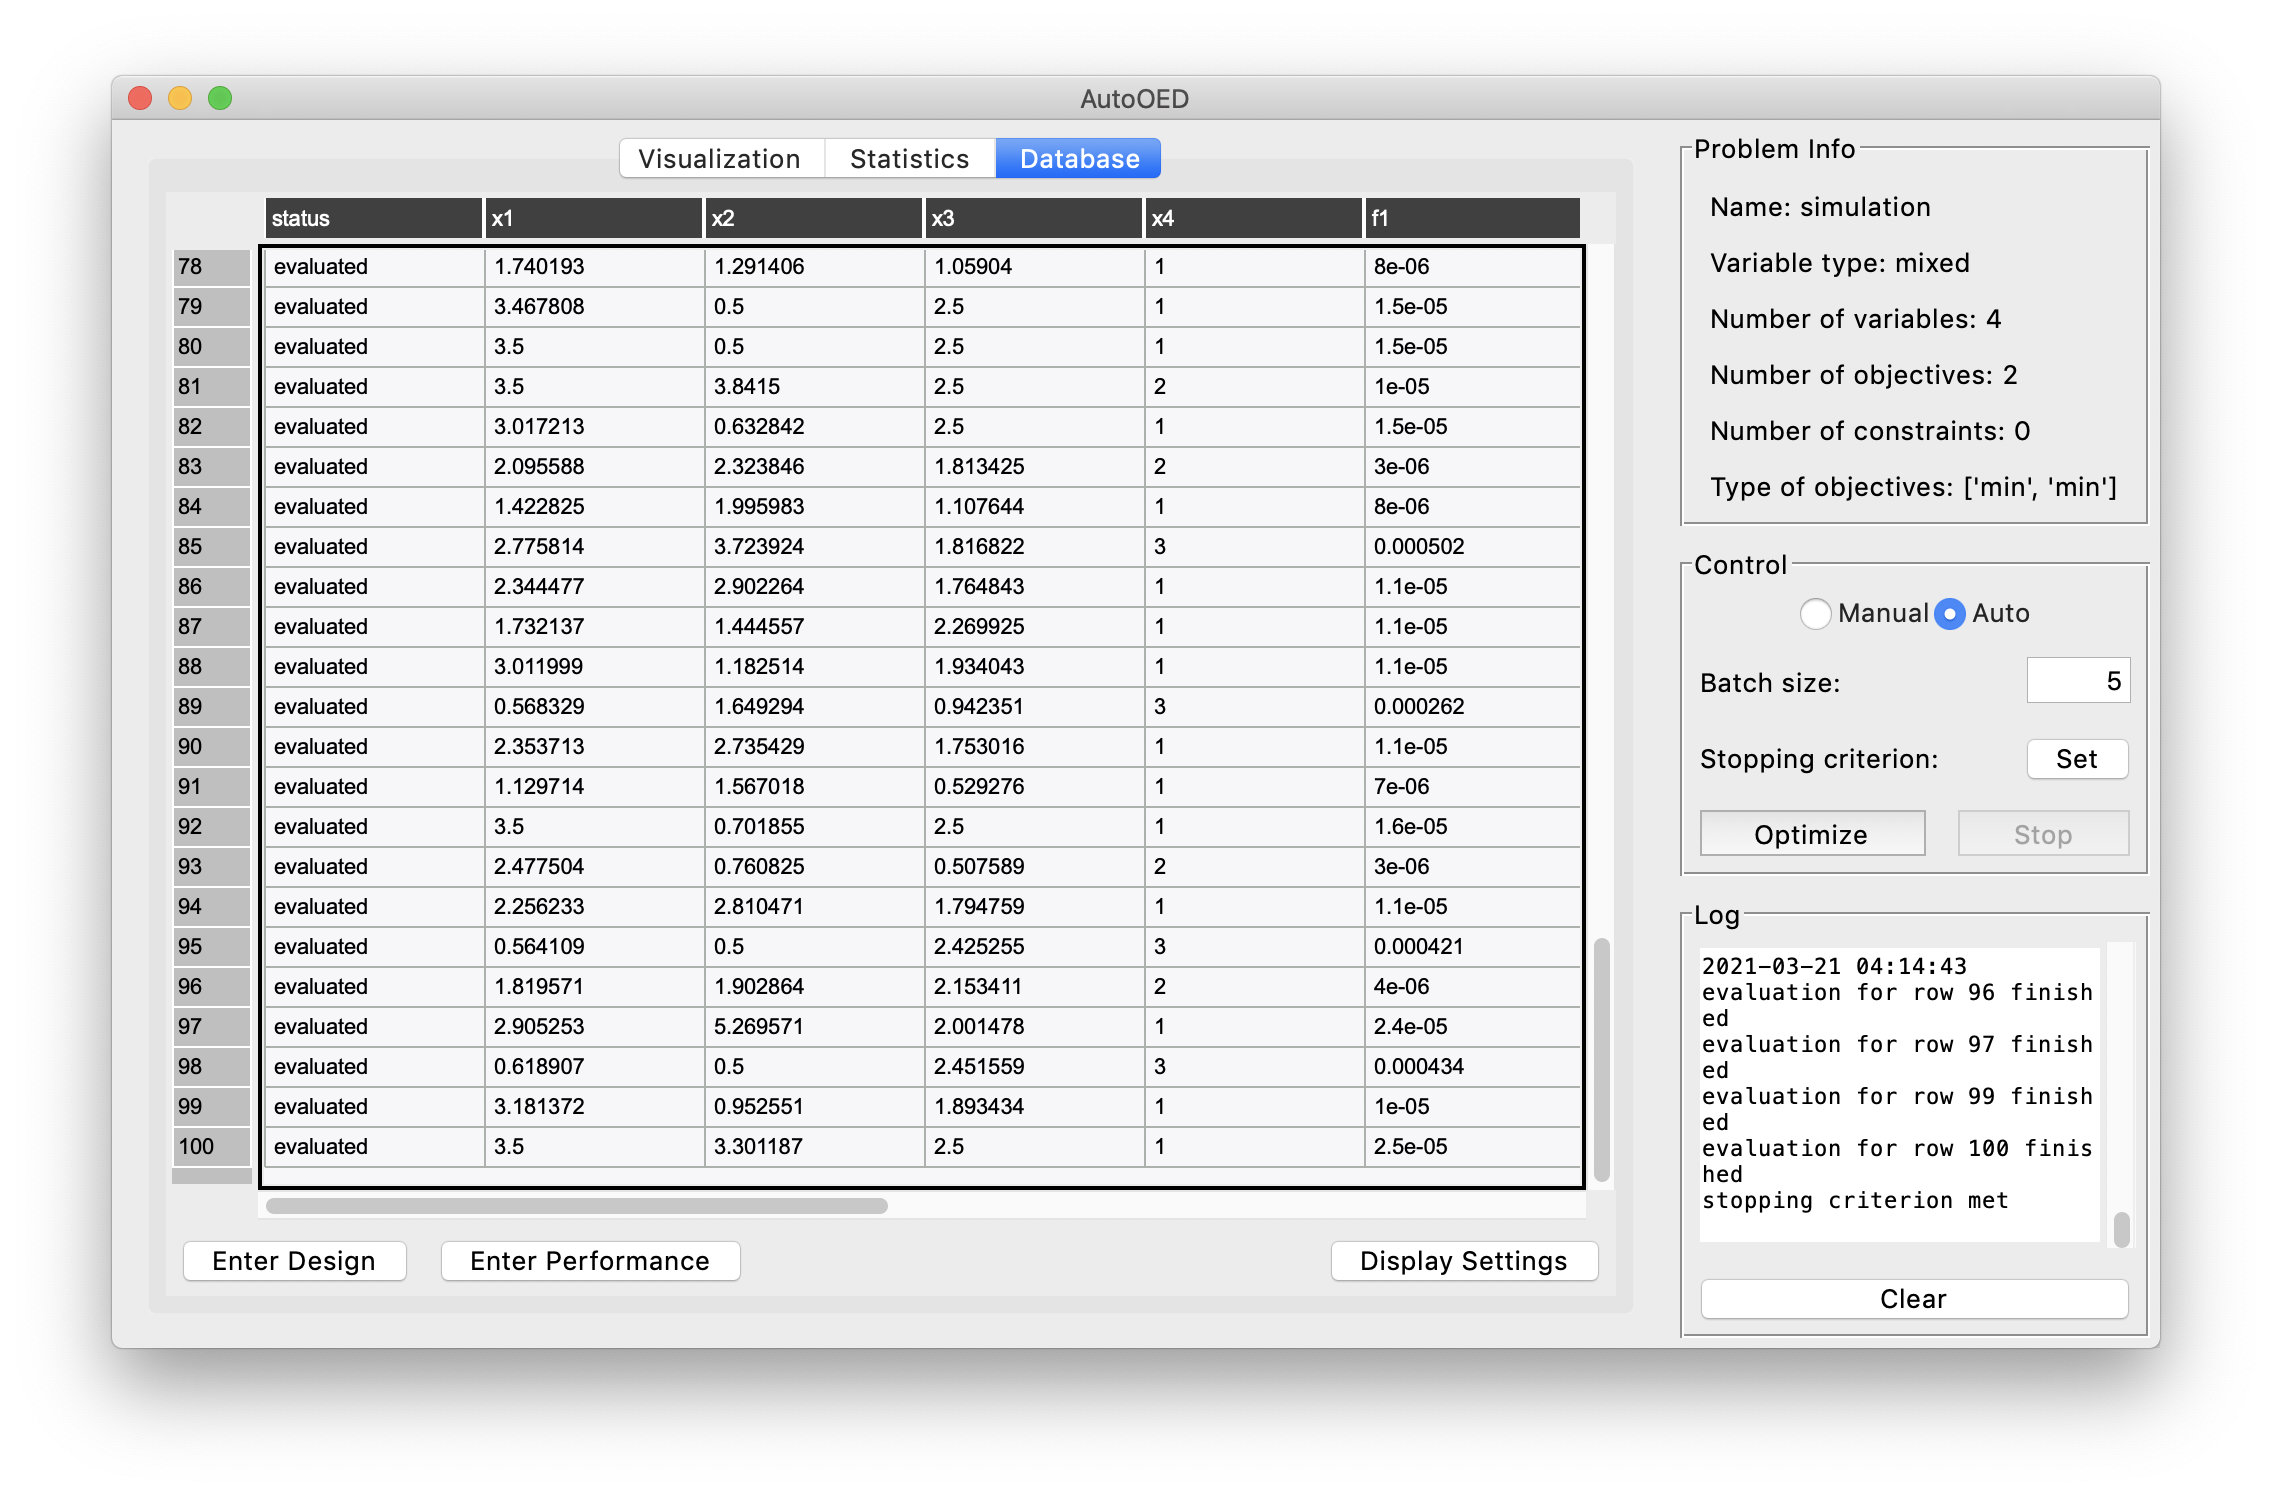 AutoOED
Visualization Statistics Database
status x1 x2 x3 x4 f1
78 evaluated 1.740193 1.291406 1.05904 1 8e-06
79 evaluated 3.467808 0.5 2.5 1 1.5e-05
80 evaluated 3.5 0.5 2.5 1 1.5e-05
81 evaluated 3.5 3.8415 2.5 2 1e-05
82 evaluated 3.017213 0.632842 2.5 1 1.5e-05
83 evaluated 2.095588 2.323846 1.813425 2 3e-06
84 evaluated 1.422825 1.995983 1.107644 1 8e-06
85 evaluated 2.775814 3.723924 1.816822 3 0.000502
86 evaluated 2.344477 2.902264 1.764843 1 1.1e-05
87 evaluated 1.732137 1.444557 2.269925 1 1.1e-05
88 evaluated 3.011999 1.182514 1.934043 1 1.1e-05
89 evaluated 0.568329 1.649294 0.942351 3 0.000262
90 evaluated 2.353713 2.735429 1.753016 1 1.1e-05
91 evaluated 1.129714 1.567018 0.529276 1 7e-06
92 evaluated 3.5 0.701855 2.5 1 1.6e-05
93 evaluated 2.477504 0.760825 0.507589 2 3e-06
94 evaluated 2.256233 2.810471 1.794759 1 1.1e-05
95 evaluated 0.564109 0.5 2.425255 3 0.000421
96 evaluated 1.819571 1.902864 2.153411 2 4e-06
97 evaluated 2.905253 5.269571 2.001478 1 2.4e-05
98 evaluated 0.618907 0.5 2.451559 3 0.000434
99 evaluated 3.181372 0.952551 1.893434 1 1e-05
100 evaluated 3.5 3.301187 2.5 1 2.5e-05
Enter Design Enter Performance Display Settings
Problem Info
Name: simulation
Variable type: mixed
Number of variables: 4
Number of objectives: 2
Number of constraints: 0
Type of objectives: ['min', 'min']
Control
Manual Auto
Batch size: 5
Stopping criterion: Set
Optimize Stop
Log
2021-03-21 04:14:43
evaluation for row 96 finish
ed
evaluation for row 97 finish
ed
evaluation for row 99 finish
ed
evaluation for row 100 finis
hed
stopping criterion met
Clear